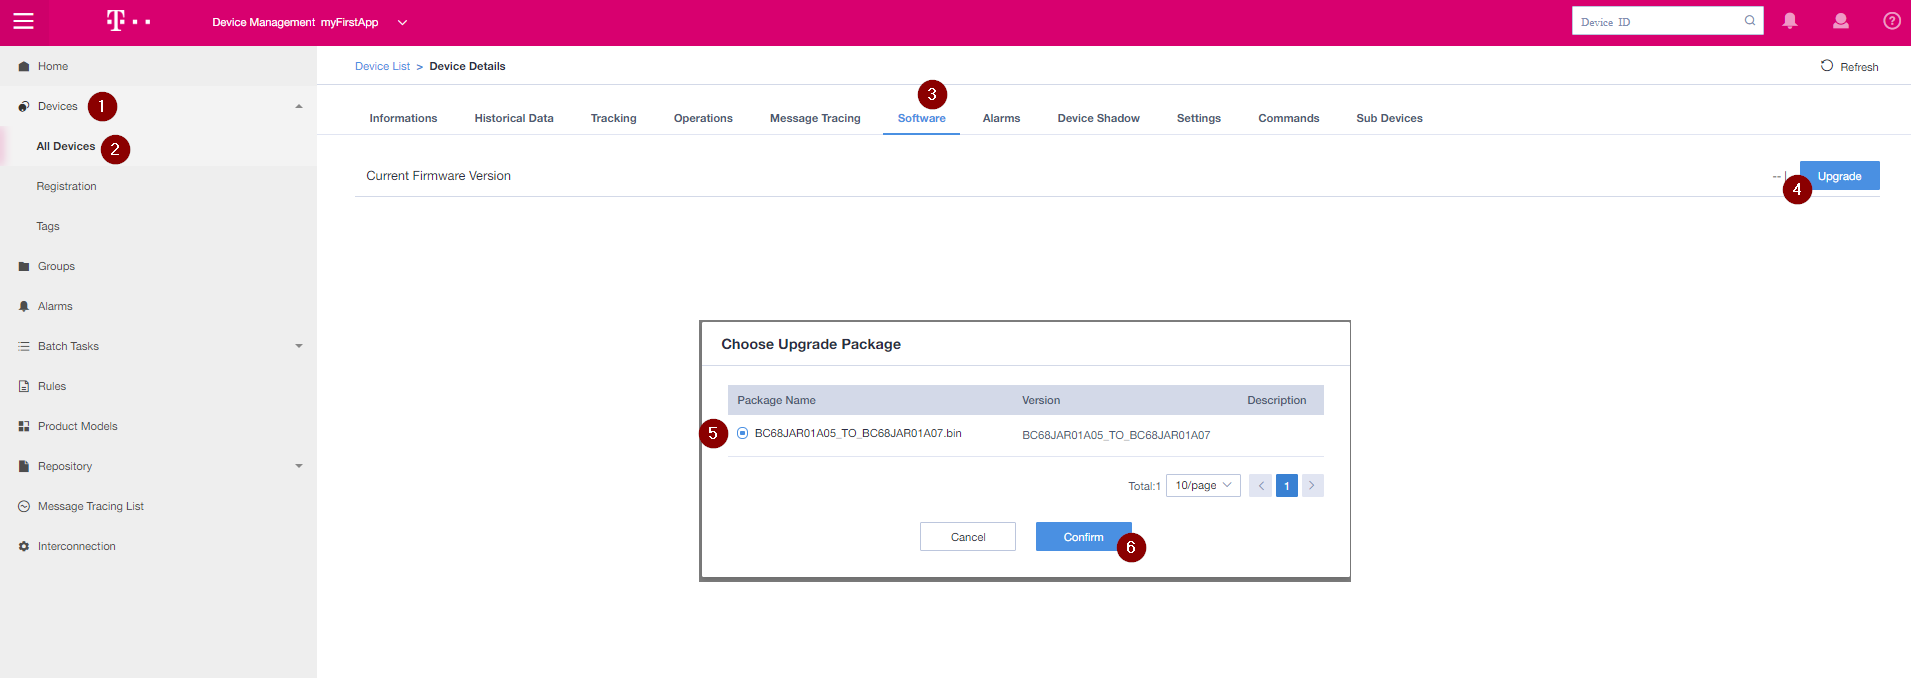 T
Device Management myFirstApp
Device ID
Home
Device List > Device Details
Refresh
Devices 1
3
Informations Historical Data Tracking Operations Message Tracing Software Alarms Device Shadow Settings Commands Sub Devices
All Devices 2
Registration
Tags
Groups
Alarms
Batch Tasks
Rules
Product Models
Repository
Message Tracing List
Interconnection
Current Firmware Version
-- | Upgrade
4
Choose Upgrade Package
Package Name Version Description
5 BC68JAR01A05_TO_BC68JAR01A07.bin BC68JAR01A05_TO_BC68JAR01A07
Total:1 10/page < 1 >
Cancel Confirm
6